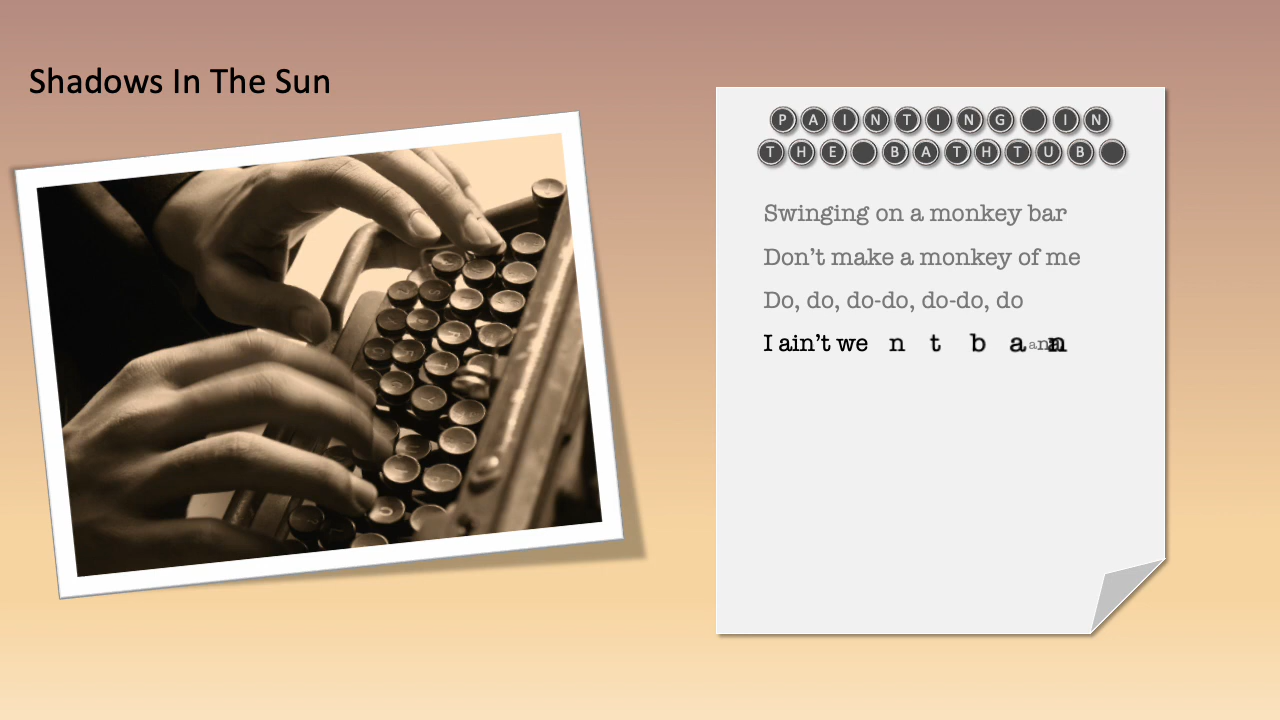 Shadows In The Sun
PAINTING IN
THE BATHTUB
Swinging on a monkey bar
Don't make a monkey of me
Do, do, do-do, do-do, do
I ain't we n t b a